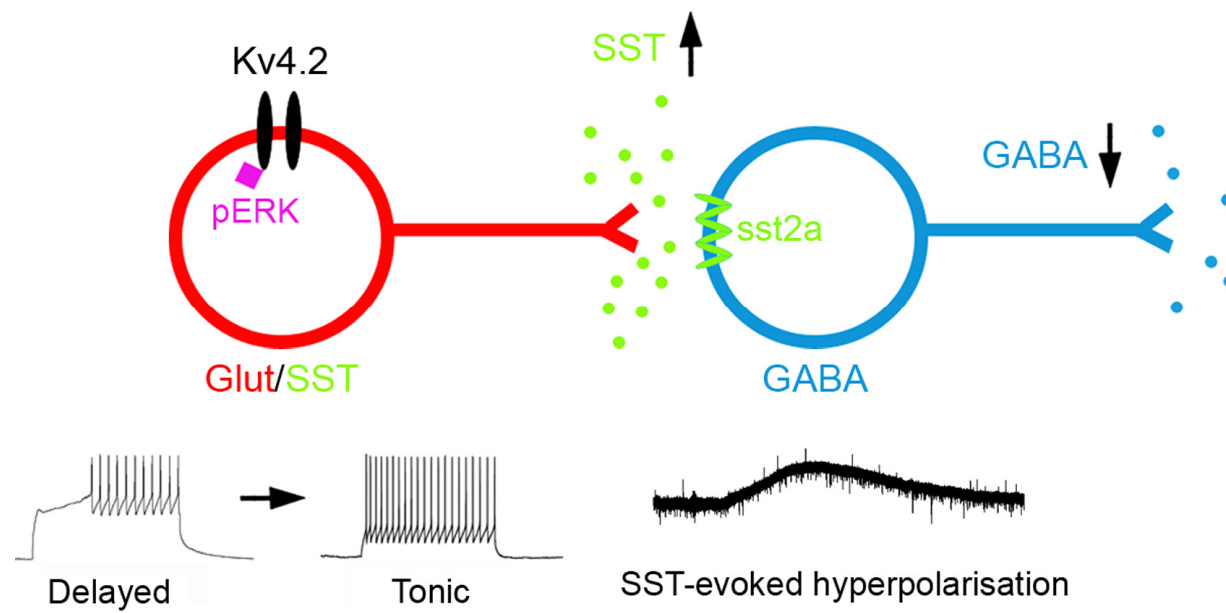 SST
Kv4.2
GABA
pERK
sst2a
Glut/SST
GABA
Delayed
Tonic
SST-evoked hyperpolarisation